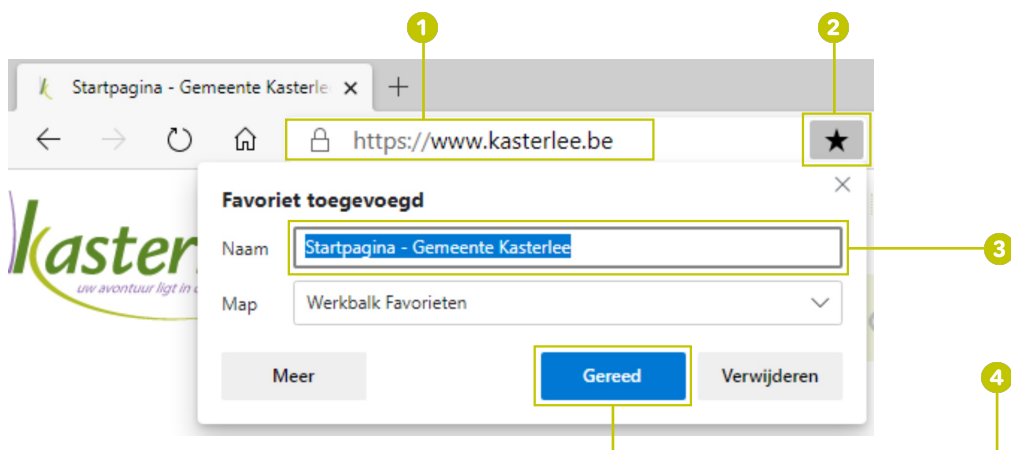 1
2
Startpagina - Gemeente Kasterle
https://www.kasterlee.be
Favoriet toegevoegd
kaster
uw avontuur ligt in
Naam
Startpagina - Gemeente Kasterlee
3
Map
Werkbalk Favorieten
Meer
Gereed
Verwijderen
4